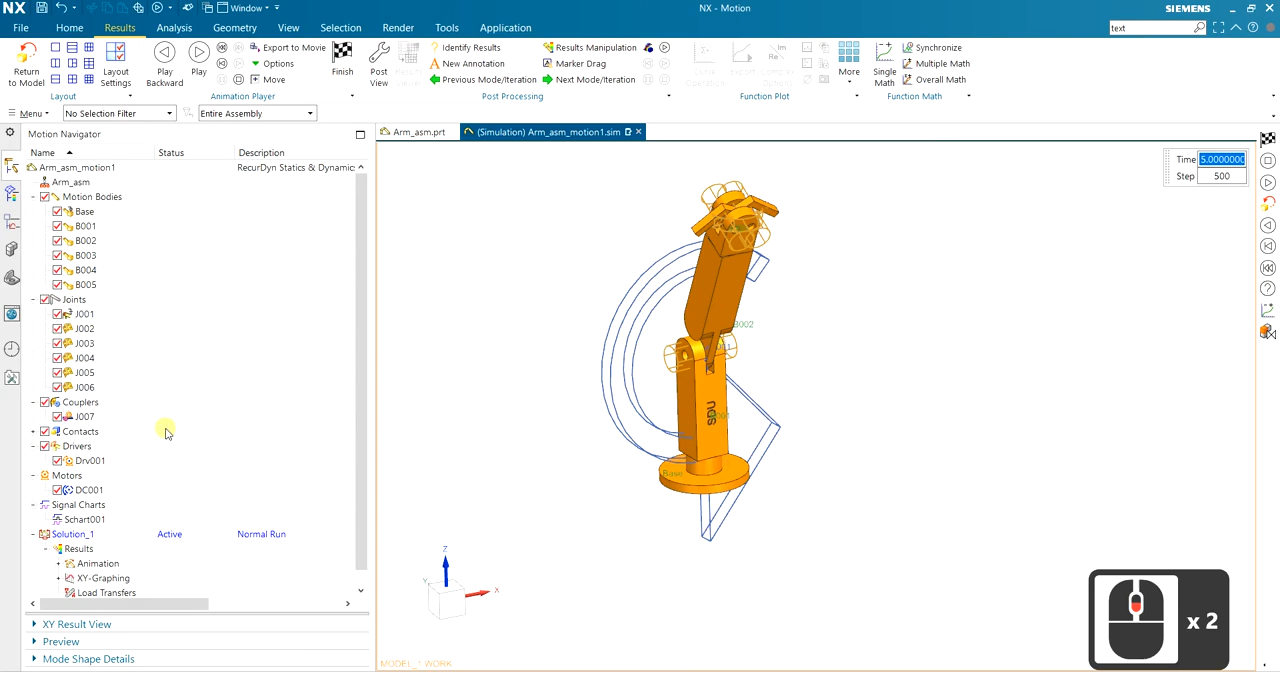 NX Window NX - Motion SIEMENS
File Home Results Analysis Geometry View Selection Render Tools Application text
Return to Model Layout Settings Play Backward Play Export to Movie Options Move Finish Post View Identify Results New Annotation Previous Mode/Iteration Results Manipulation Marker Drag Next Mode/Iteration More Single Math Synchronize Multiple Math Overall Math
Layout Animation Player Post Processing Function Plot Function Math
Menu No Selection Filter Entire Assembly
Motion Navigator Arm_asm.prt (Simulation) Arm_asm_motion1.sim
Name Status Description
Arm_asm_motion1 RecurDyn Statics & Dynamic
Arm_asm
Motion Bodies
Base
B001
B002
B003
B004
B005
Joints
J001
J002
J003
J004
J005
J006
Couplers
J007
Contacts
Drivers
Drv001
Motors
DC001
Signal Charts
Schart001
Solution_1 Active Normal Run
Results
Animation
XY-Graphing
Load Transfers
XY Result View
Preview
Mode Shape Details
Time 5.0000000
Step 500
B002
Base
Z
Y
X
MODEL_1 WORK
x 2